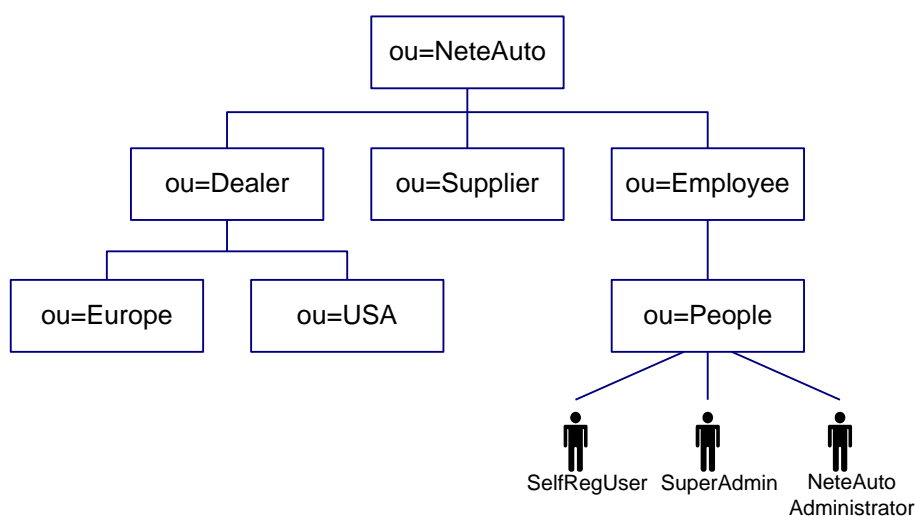 ou=NeteAuto
ou=Dealer
ou=Supplier
ou=Employee
ou=Europe
ou=USA
ou=People
SelfRegUser
SuperAdmin
NeteAuto
Administrator